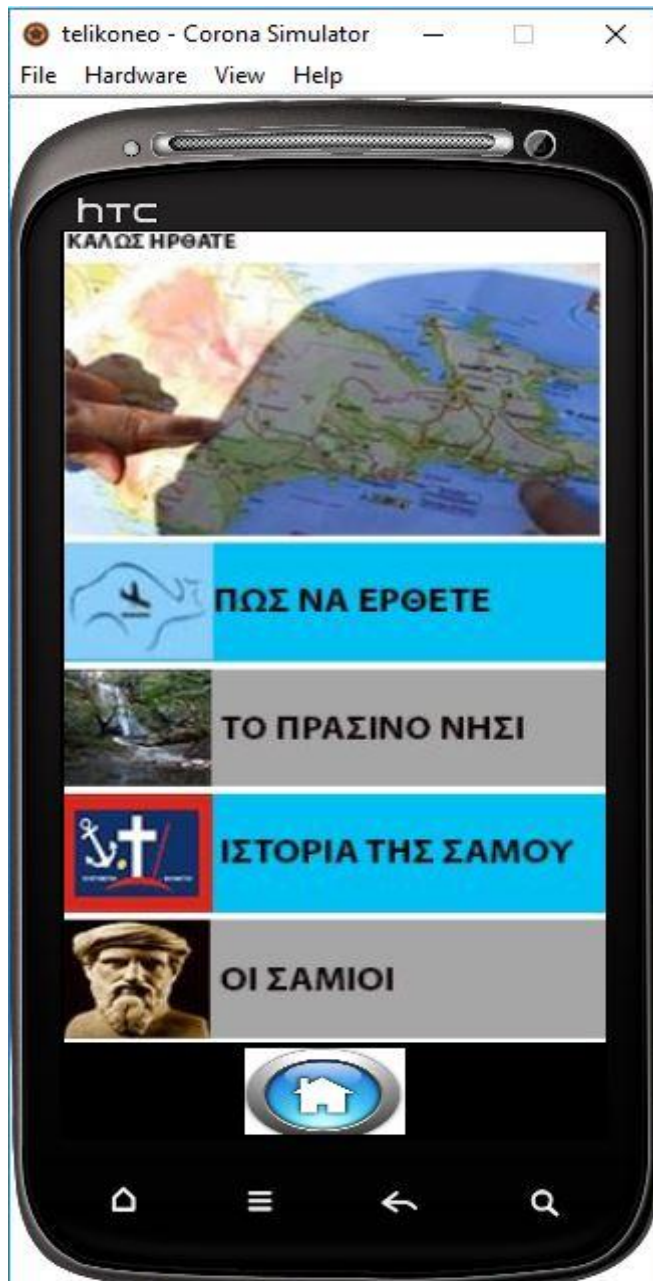 telikoneo - Corona Simulator
File Hardware View Help
hTC
ΚΑΛΩΣ ΗΡΘΑΤΕ
ΠΩΣ ΝΑ ΕΡΘΕΤΕ
ΤΟ ΠΡΑΣΙΝΟ ΝΗΣΙ
ΙΣΤΟΡΙΑ ΤΗΣ ΣΑΜΟΥ
ΟΙ ΣΑΜΙΟΙ